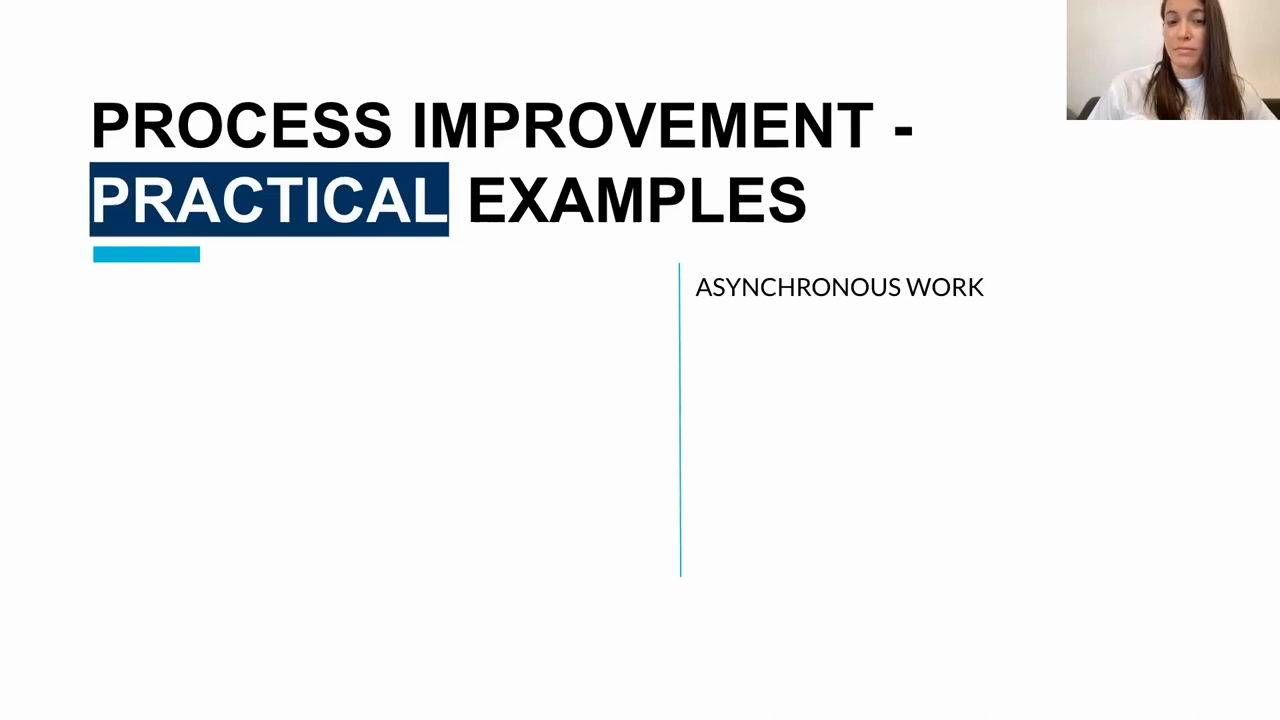 PROCESS IMPROVEMENT -
PRACTICAL EXAMPLES
ASYNCHRONOUS WORK